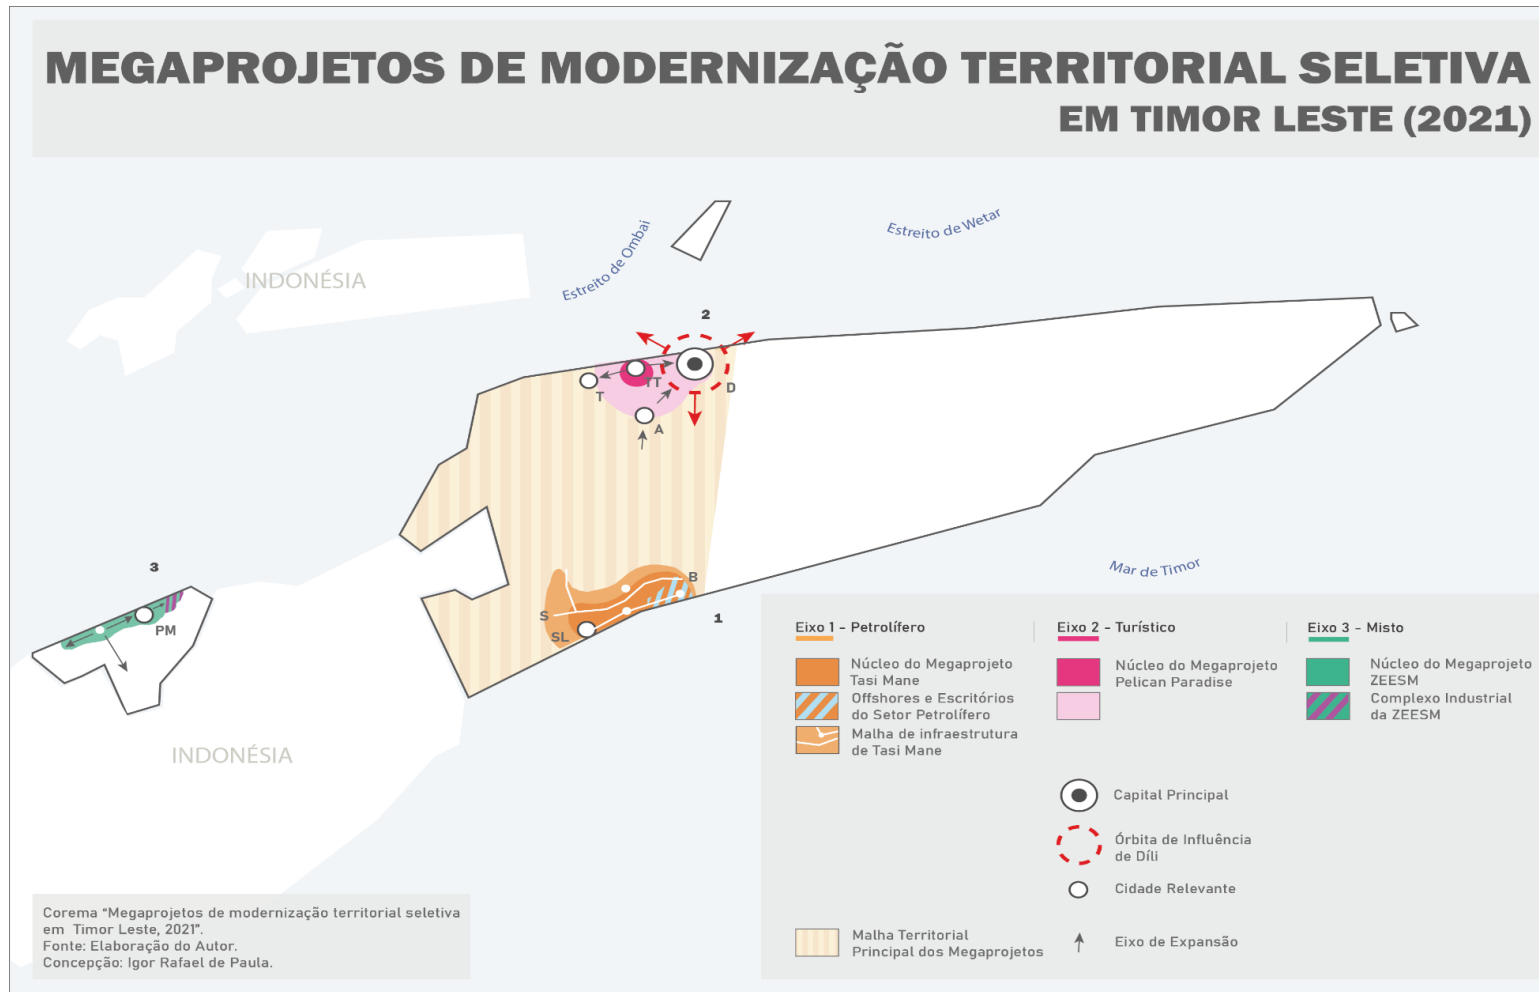 MEGAPROJETOS DE MODERNIZAÇÃO TERRITORIAL SELETIVA
EM TIMOR LESTE (2021)
Estreito de Ombai
Estreito de Wetar
INDONÉSIA
2
TT
T
D
A
3
PM
Mar de Timor
B
S
SL
1
INDONÉSIA
Eixo 1 - Petrolífero
Núcleo do Megaprojeto
Tasi Mane
Offshores e Escritórios
do Setor Petrolífero
Malha de infraestrutura
de Tasi Mane
Eixo 2 - Turístico
Núcleo do Megaprojeto
Pelican Paradise
Eixo 3 - Misto
Núcleo do Megaprojeto
ZEESM
Complexo Industrial
da ZEESM
Capital Principal
Órbita de Influência
de Díli
Cidade Relevante
Malha Territorial
Principal dos Megaprojetos
Eixo de Expansão
Corema “Megaprojetos de modernização territorial seletiva
em Timor Leste, 2021”.
Fonte: Elaboração do Autor.
Concepção: Igor Rafael de Paula.